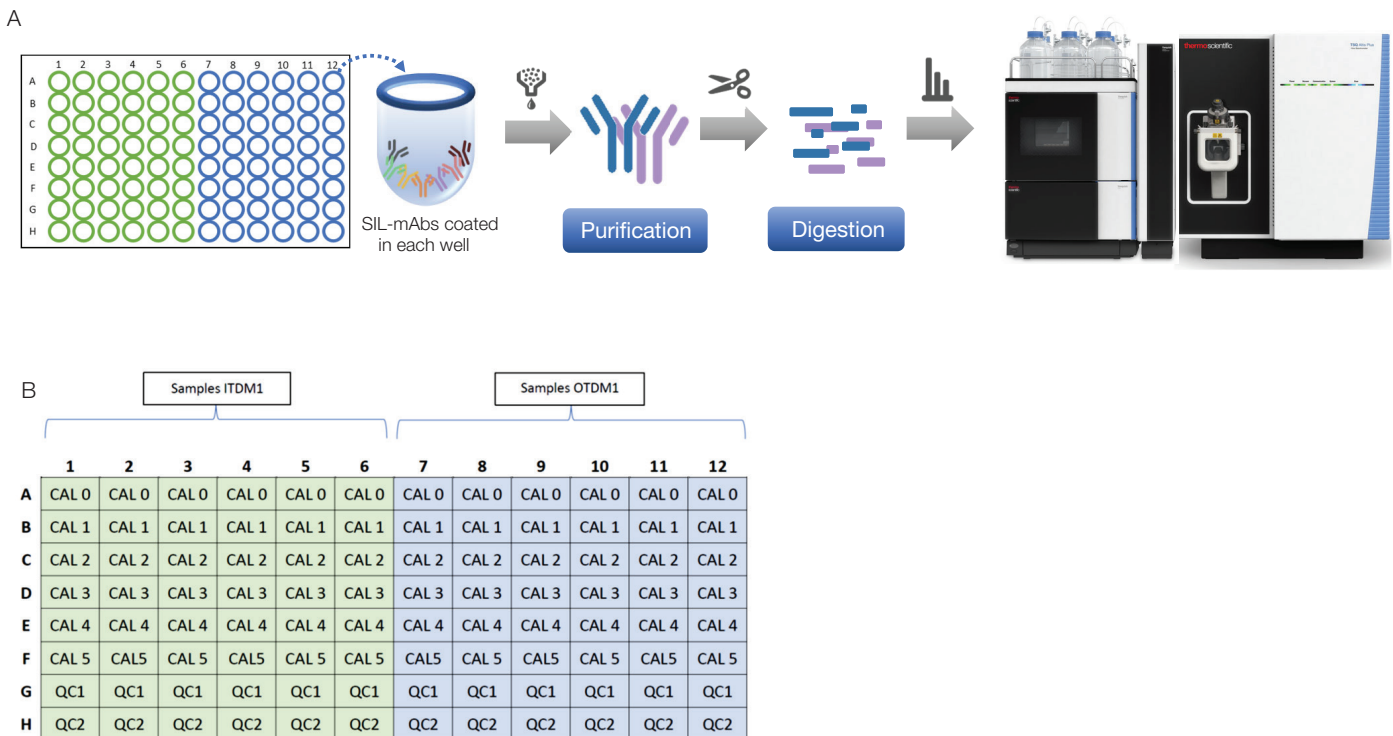 A
1 2 3 4 5 6 7 8 9 10 11 12
A
B
C
D
E
F
G
H
SIL-mAbs coated
in each well
Purification
Digestion
thermo scientific
B
Samples ITDM1
Samples OTDM1
1 2 3 4 5 6 7 8 9 10 11 12
A CAL 0 CAL 0 CAL 0 CAL 0 CAL 0 CAL 0 CAL 0 CAL 0 CAL 0 CAL 0 CAL 0 CAL 0
B CAL 1 CAL 1 CAL 1 CAL 1 CAL 1 CAL 1 CAL 1 CAL 1 CAL 1 CAL 1 CAL 1 CAL 1
C CAL 2 CAL 2 CAL 2 CAL 2 CAL 2 CAL 2 CAL 2 CAL 2 CAL 2 CAL 2 CAL 2 CAL 2
D CAL 3 CAL 3 CAL 3 CAL 3 CAL 3 CAL 3 CAL 3 CAL 3 CAL 3 CAL 3 CAL 3 CAL 3
E CAL 4 CAL 4 CAL 4 CAL 4 CAL 4 CAL 4 CAL 4 CAL 4 CAL 4 CAL 4 CAL 4 CAL 4
F CAL 5 CAL5 CAL 5 CAL5 CAL 5 CAL 5 CAL5 CAL 5 CAL5 CAL 5 CAL5 CAL 5
G QC1 QC1 QC1 QC1 QC1 QC1 QC1 QC1 QC1 QC1 QC1 QC1
H QC2 QC2 QC2 QC2 QC2 QC2 QC2 QC2 QC2 QC2 QC2 QC2